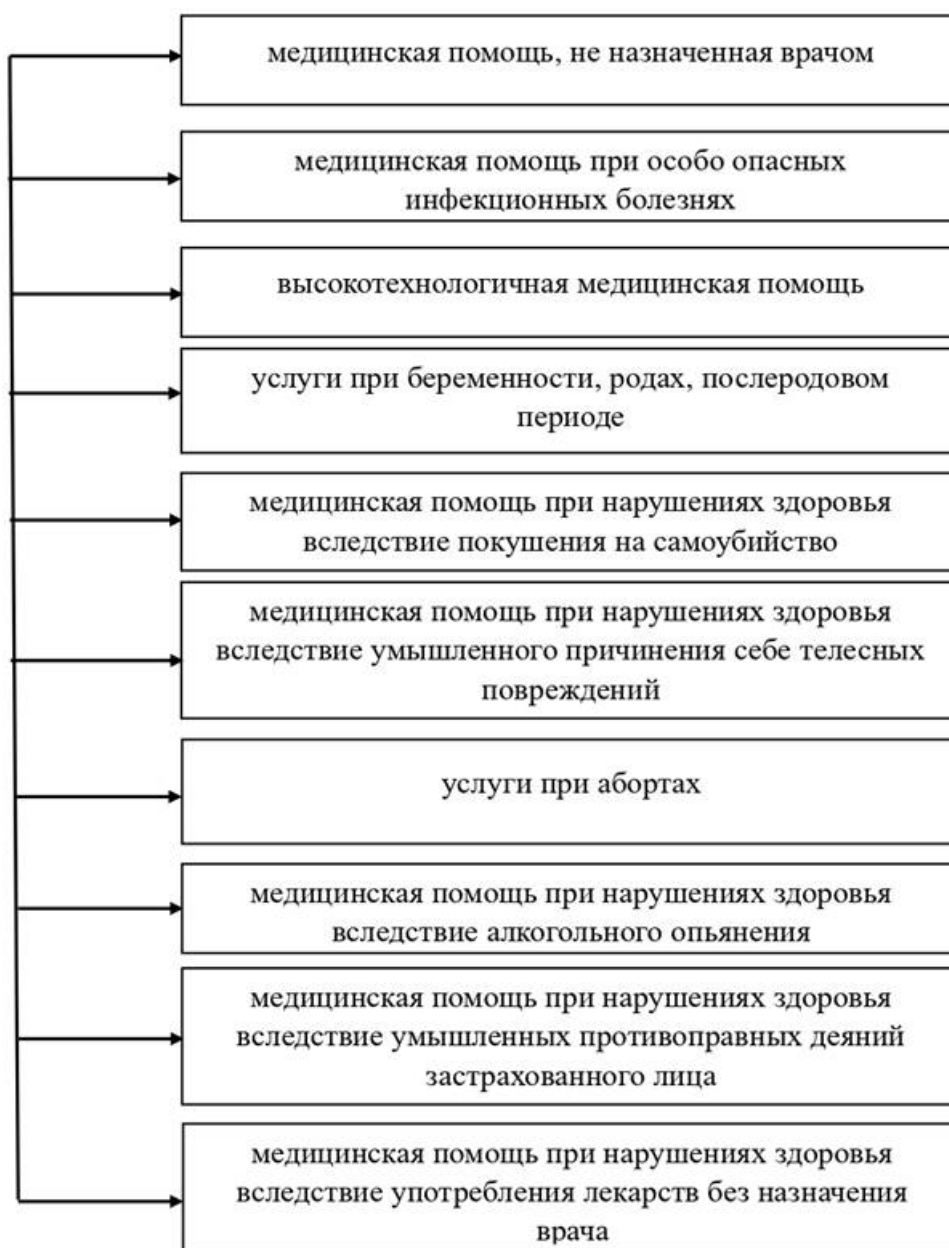 медицинская помощь, не назначенная врачом
медицинская помощь при особо опасных
инфекционных болезнях
высокотехнологичная медицинская помощь
услуги при беременности, родах, послеродовом
периоде
медицинская помощь при нарушениях здоровья
вследствие покушения на самоубийство
медицинская помощь при нарушениях здоровья
вследствие умышленного причинения себе телесных
повреждений
услуги при абортах
медицинская помощь при нарушениях здоровья
вследствие алкогольного опьянения
медицинская помощь при нарушениях здоровья
вследствие умышленных противоправных деяний
застрахованного лица
медицинская помощь при нарушениях здоровья
вследствие употребления лекарств без назначения
врача